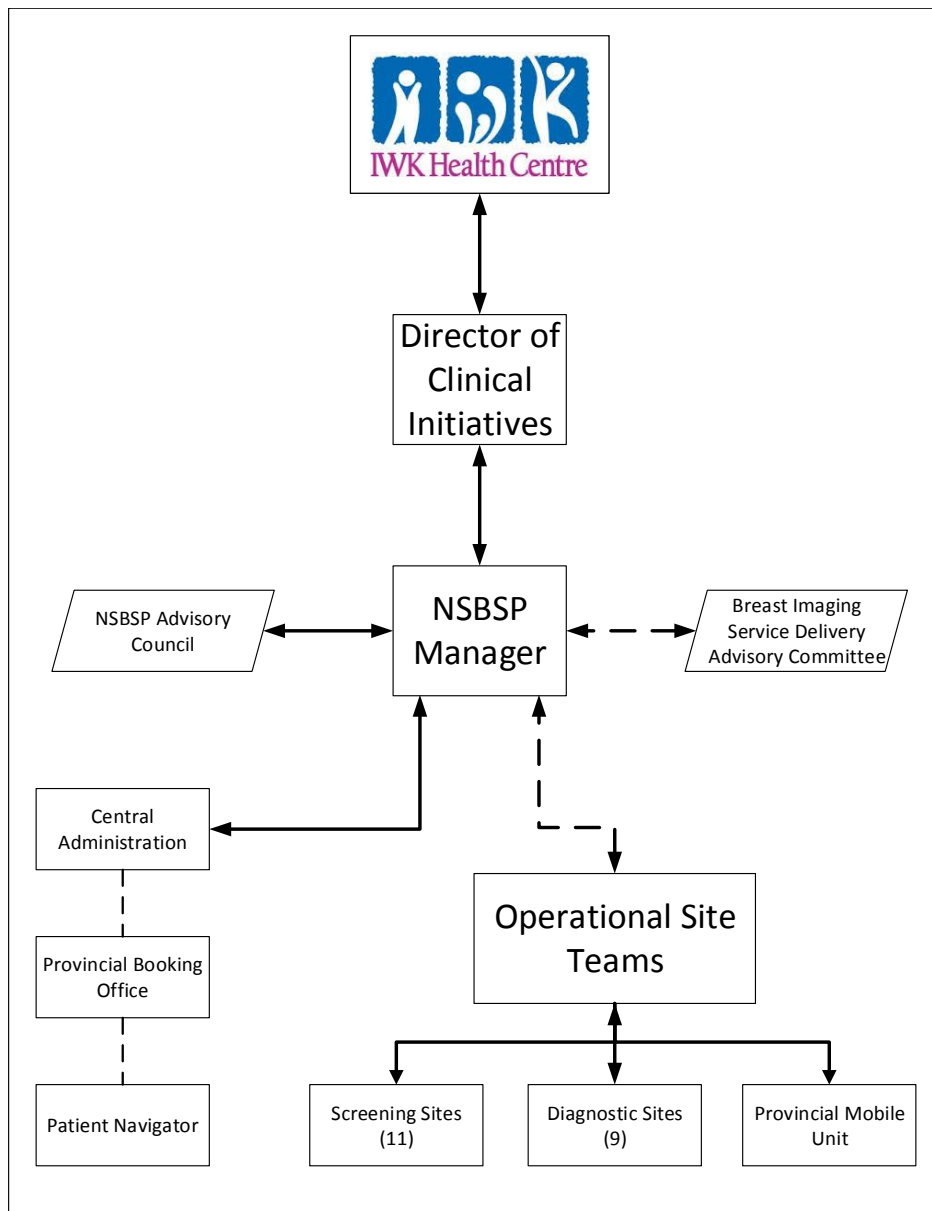 IWK Health Centre
Director of
Clinical
Initiatives
NSBSP Advisory
Council
NSBSP
Manager
Breast Imaging
Service Delivery
Advisory Committee
Central
Administration
Operational Site
Teams
Provincial Booking
Office
Patient Navigator
Screening Sites
(11)
Diagnostic Sites
(9)
Provincial Mobile
Unit